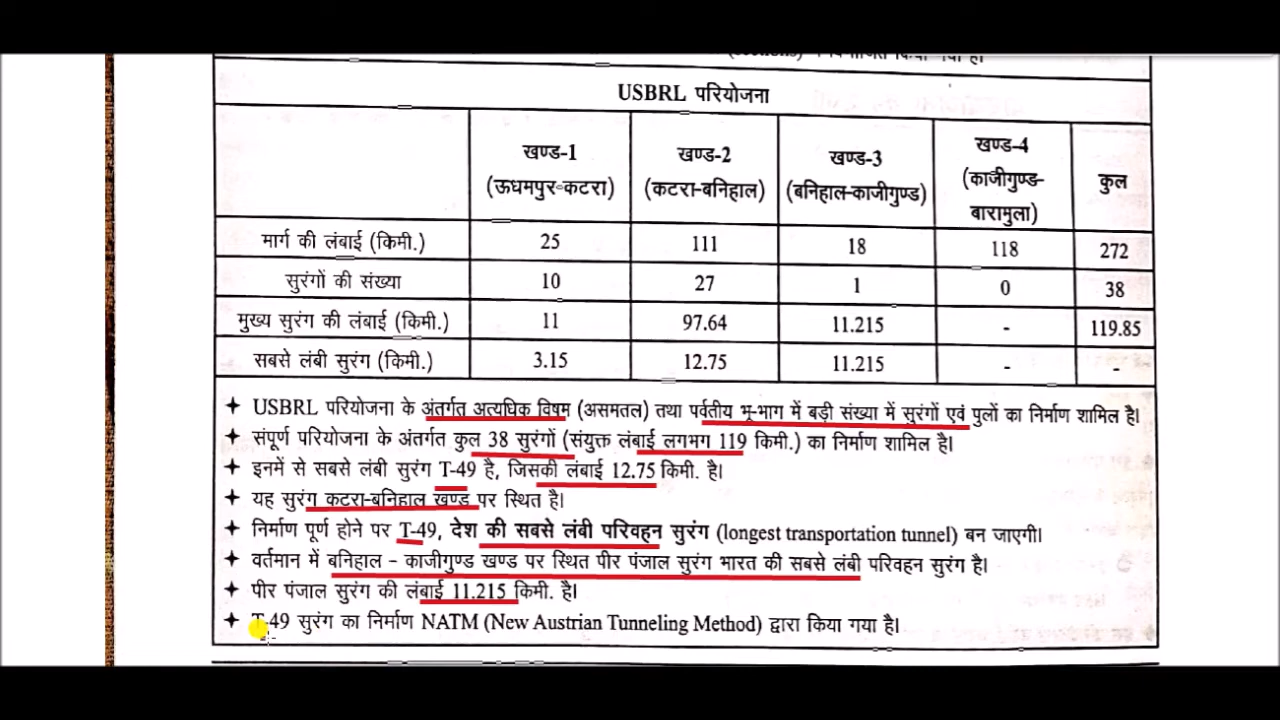 (sections)
USBRL परियोजना
खण्ड-1 खण्ड-2 खण्ड-3 खण्ड-4 कुल
(ऊधमपुर-कटरा) (कटरा-बनिहाल) (बनिहाल-काजीगुण्ड) (काजीगुण्ड-
बारामुला)
मार्ग की लंबाई (किमी.) 25 111 18 118 272
सुरंगों की संख्या 10 27 1 0 38
मुख्य सुरंग की लंबाई (किमी.) 11 97.64 11.215 - 119.85
सबसे लंबी सुरंग (किमी.) 3.15 12.75 11.215 - -
USBRL परियोजना के अंतर्गत अत्यधिक विषम (असमतल) तथा पर्वतीय भू-भाग में बड़ी संख्या में सुरंगों एवं पुलों का निर्माण शामिल है।
संपूर्ण परियोजना के अंतर्गत कुल 38 सुरंगों (संयुक्त लंबाई लगभग 119 किमी.) का निर्माण शामिल है।
इनमें से सबसे लंबी सुरंग T-49 है, जिसकी लंबाई 12.75 किमी. है।
यह सुरंग कटरा-बनिहाल खण्ड पर स्थित है।
निर्माण पूर्ण होने पर T-49, देश की सबसे लंबी परिवहन सुरंग (longest transportation tunnel) बन जाएगी।
वर्तमान में बनिहाल – काजीगुण्ड खण्ड पर स्थित पीर पंजाल सुरंग भारत की सबसे लंबी परिवहन सुरंग है।
पीर पंजाल सुरंग की लंबाई 11.215 किमी. है।
T-49 सुरंग का निर्माण NATM (New Austrian Tunneling Method) द्वारा किया गया है।